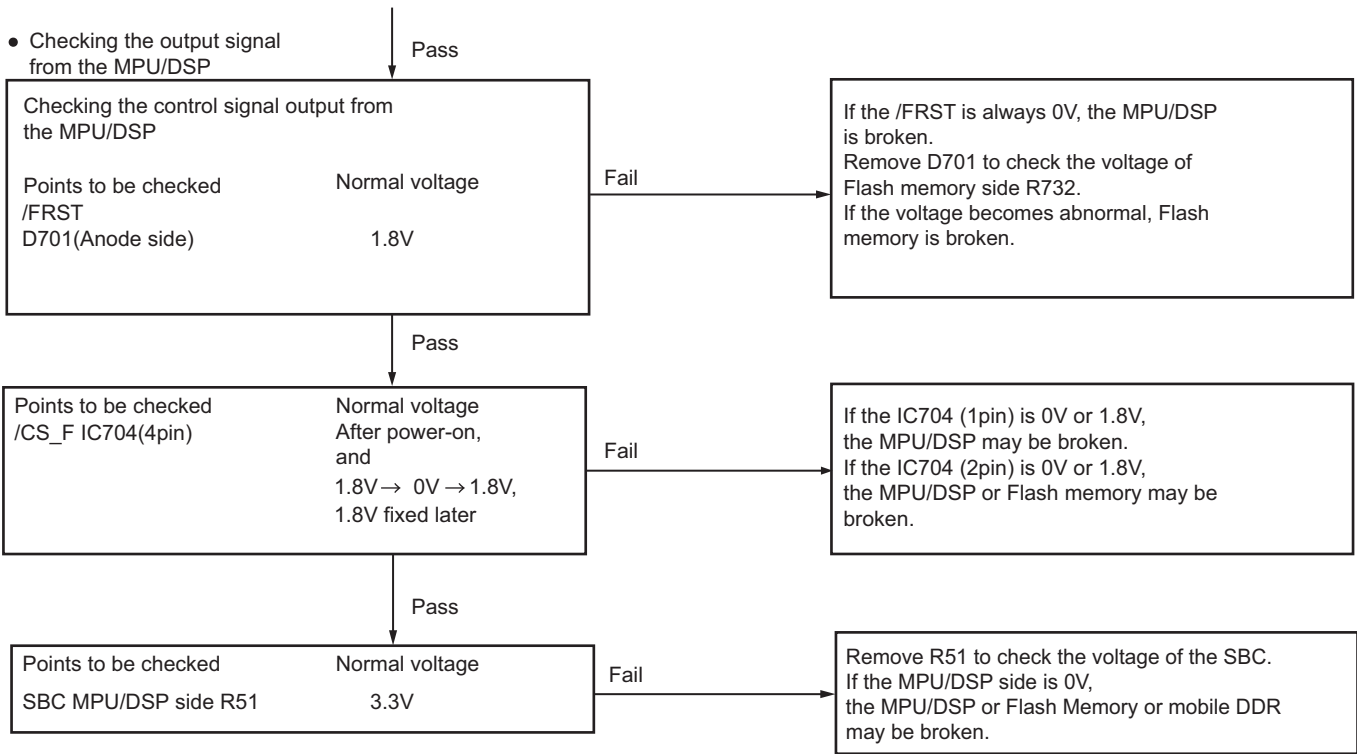 ● Checking the output signal
from the MPU/DSP
Pass
Checking the control signal output from
the MPU/DSP
Points to be checked Normal voltage
/FRST
D701(Anode side) 1.8V
Fail
If the /FRST is always 0V, the MPU/DSP
is broken.
Remove D701 to check the voltage of
Flash memory side R732.
If the voltage becomes abnormal, Flash
memory is broken.
Pass
Points to be checked Normal voltage
/CS_F IC704(4pin) After power-on,
and
1.8V→ 0V →1.8V,
1.8V fixed later
Fail
If the IC704 (1pin) is 0V or 1.8V,
the MPU/DSP may be broken.
If the IC704 (2pin) is 0V or 1.8V,
the MPU/DSP or Flash memory may be
broken.
Pass
Points to be checked Normal voltage
SBC MPU/DSP side R51 3.3V
Fail
Remove R51 to check the voltage of the SBC.
If the MPU/DSP side is 0V,
the MPU/DSP or Flash Memory or mobile DDR
may be broken.